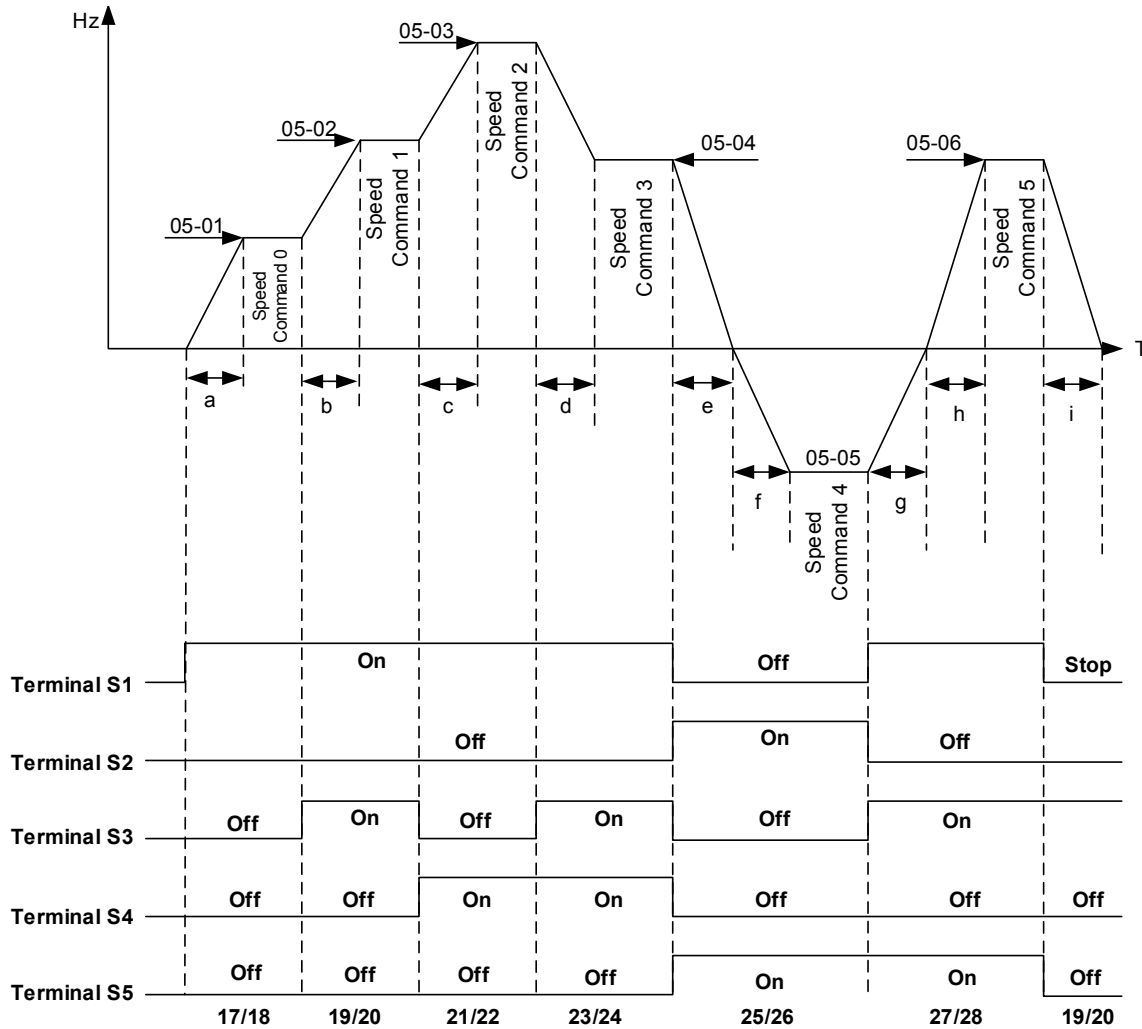 Hz
05-03
Speed
Command 2
05-02
05-04
05-06
Speed
Command 1
Speed
Command 3
Speed
Command 5
05-01
Speed
Command 0
T
a
b
c
d
e
h
i
05-05
f
g
Speed
Command 4
On
Off
Stop
Terminal S1
Off
On
Off
Terminal S2
Off
On
Off
On
Off
On
Terminal S3
Off
Off
On
On
Off
Off
Off
Terminal S4
Off
Off
Off
Off
On
On
Off
Terminal S5
17/18
19/20
21/22
23/24
25/26
27/28
19/20